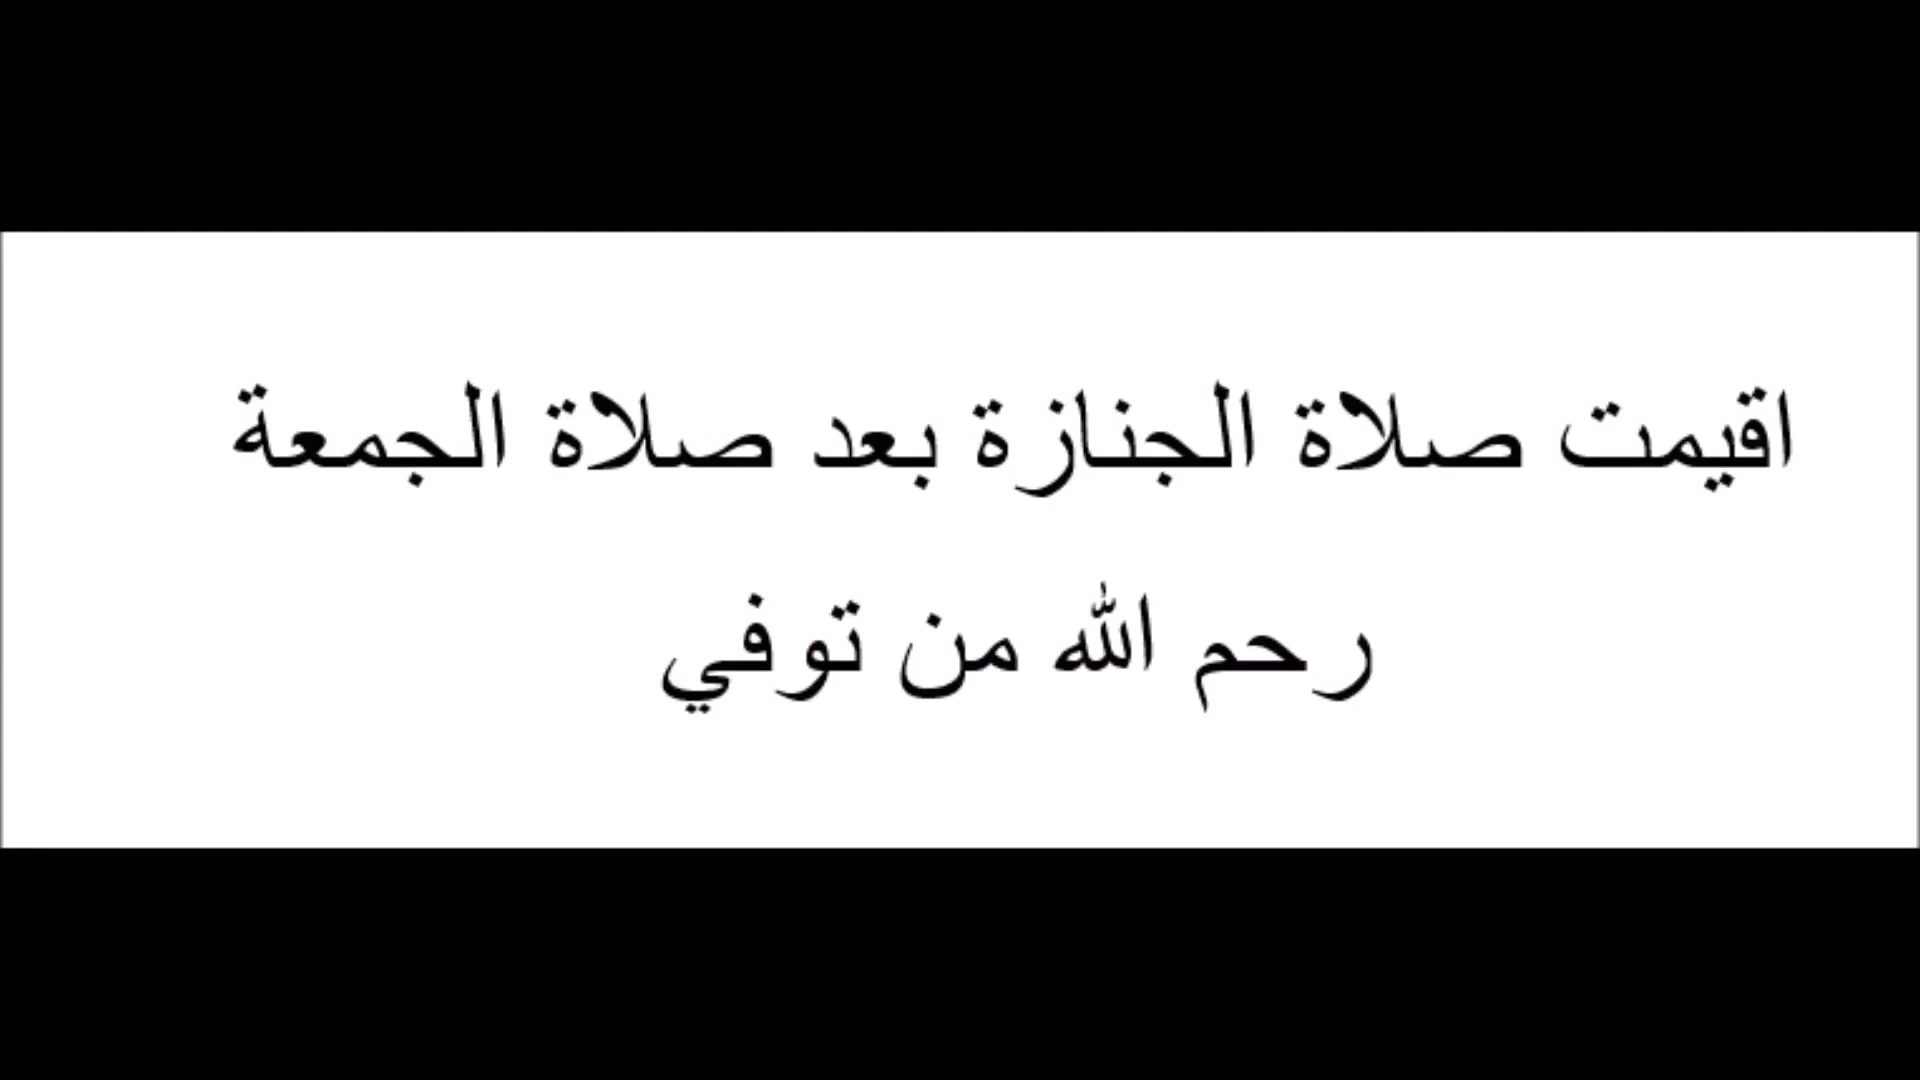 اقيمت صلاة الجنازة بعد صلاة الجمعة
رحم الله من توفي